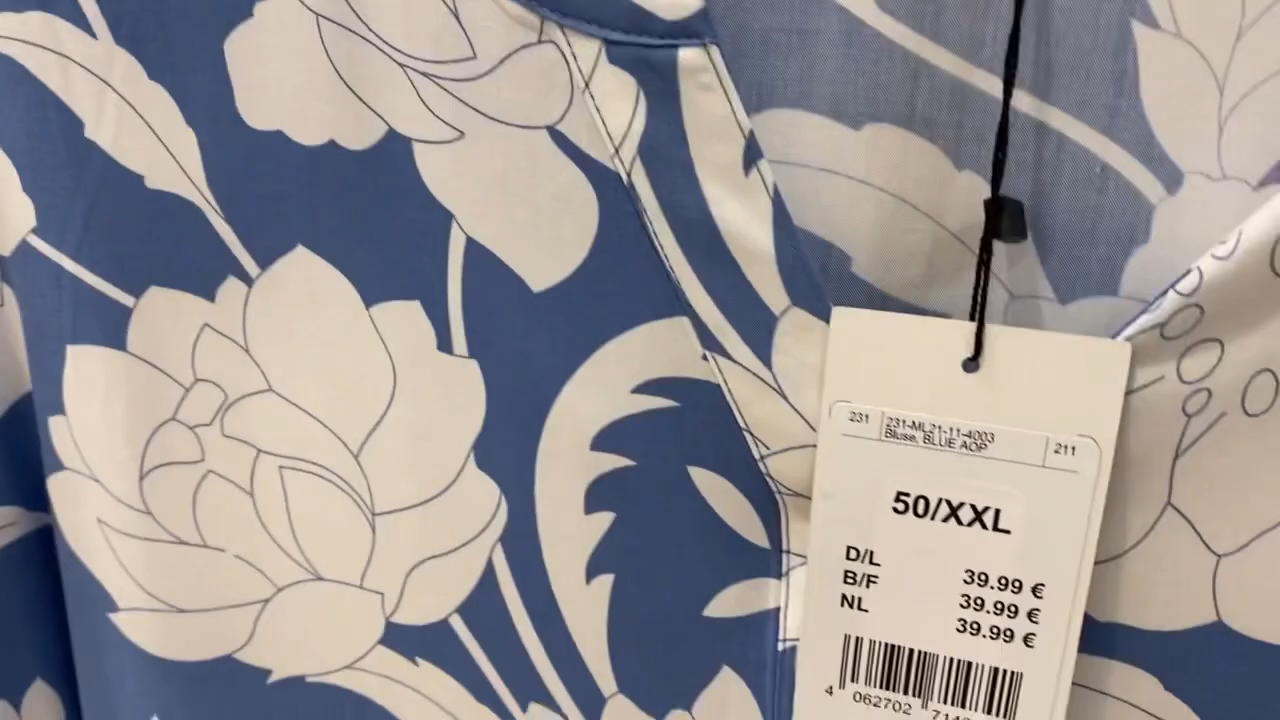 231
231-ML21-11-4003
Bluse, BLUE AOP
211
50/XXL
D/L 39.99 €
B/F 39.99 €
NL 39.99 €
4 062702